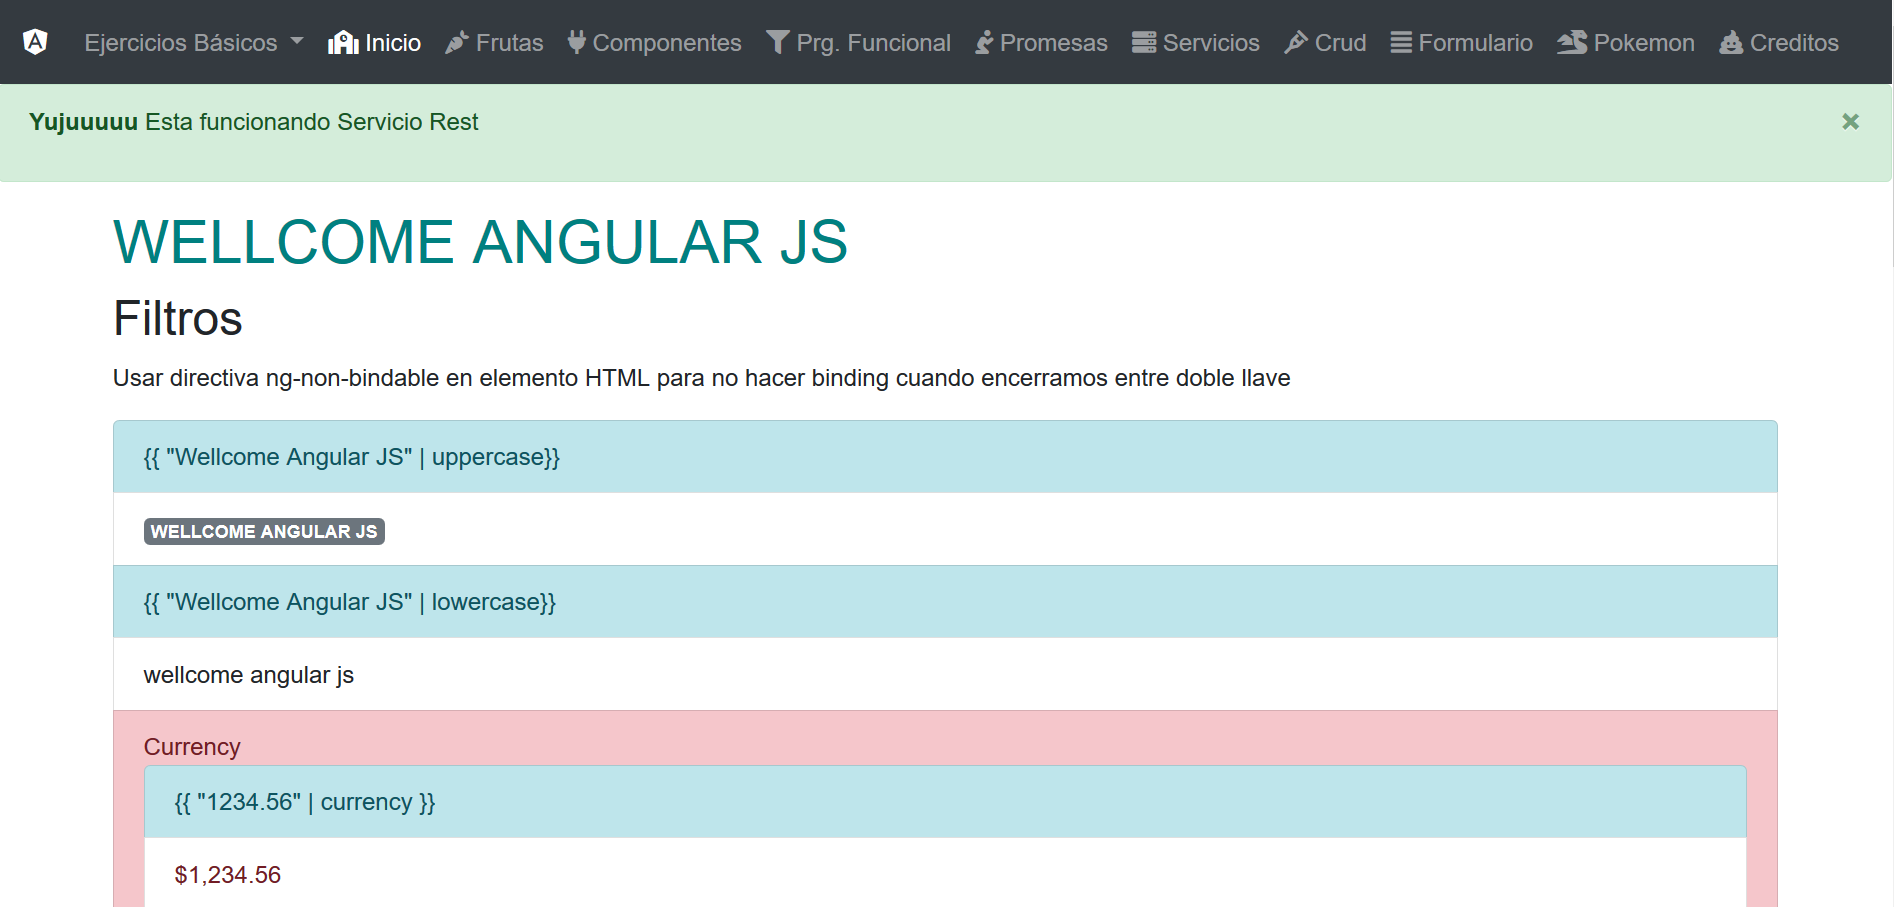 Ejercicios Básicos Inicio Frutas Componentes Prg. Funcional Promesas Servicios Crud Formulario Pokemon Creditos
Yujuuuuu Esta funcionando Servicio Rest ×
WELLCOME ANGULAR JS
Filtros
Usar directiva ng-non-bindable en elemento HTML para no hacer binding cuando encerramos entre doble llave
{{ "Wellcome Angular JS" | uppercase}}
WELLCOME ANGULAR JS
{{ "Wellcome Angular JS" | lowercase}}
wellcome angular js
Currency
{{ "1234.56" | currency }}
$1,234.56